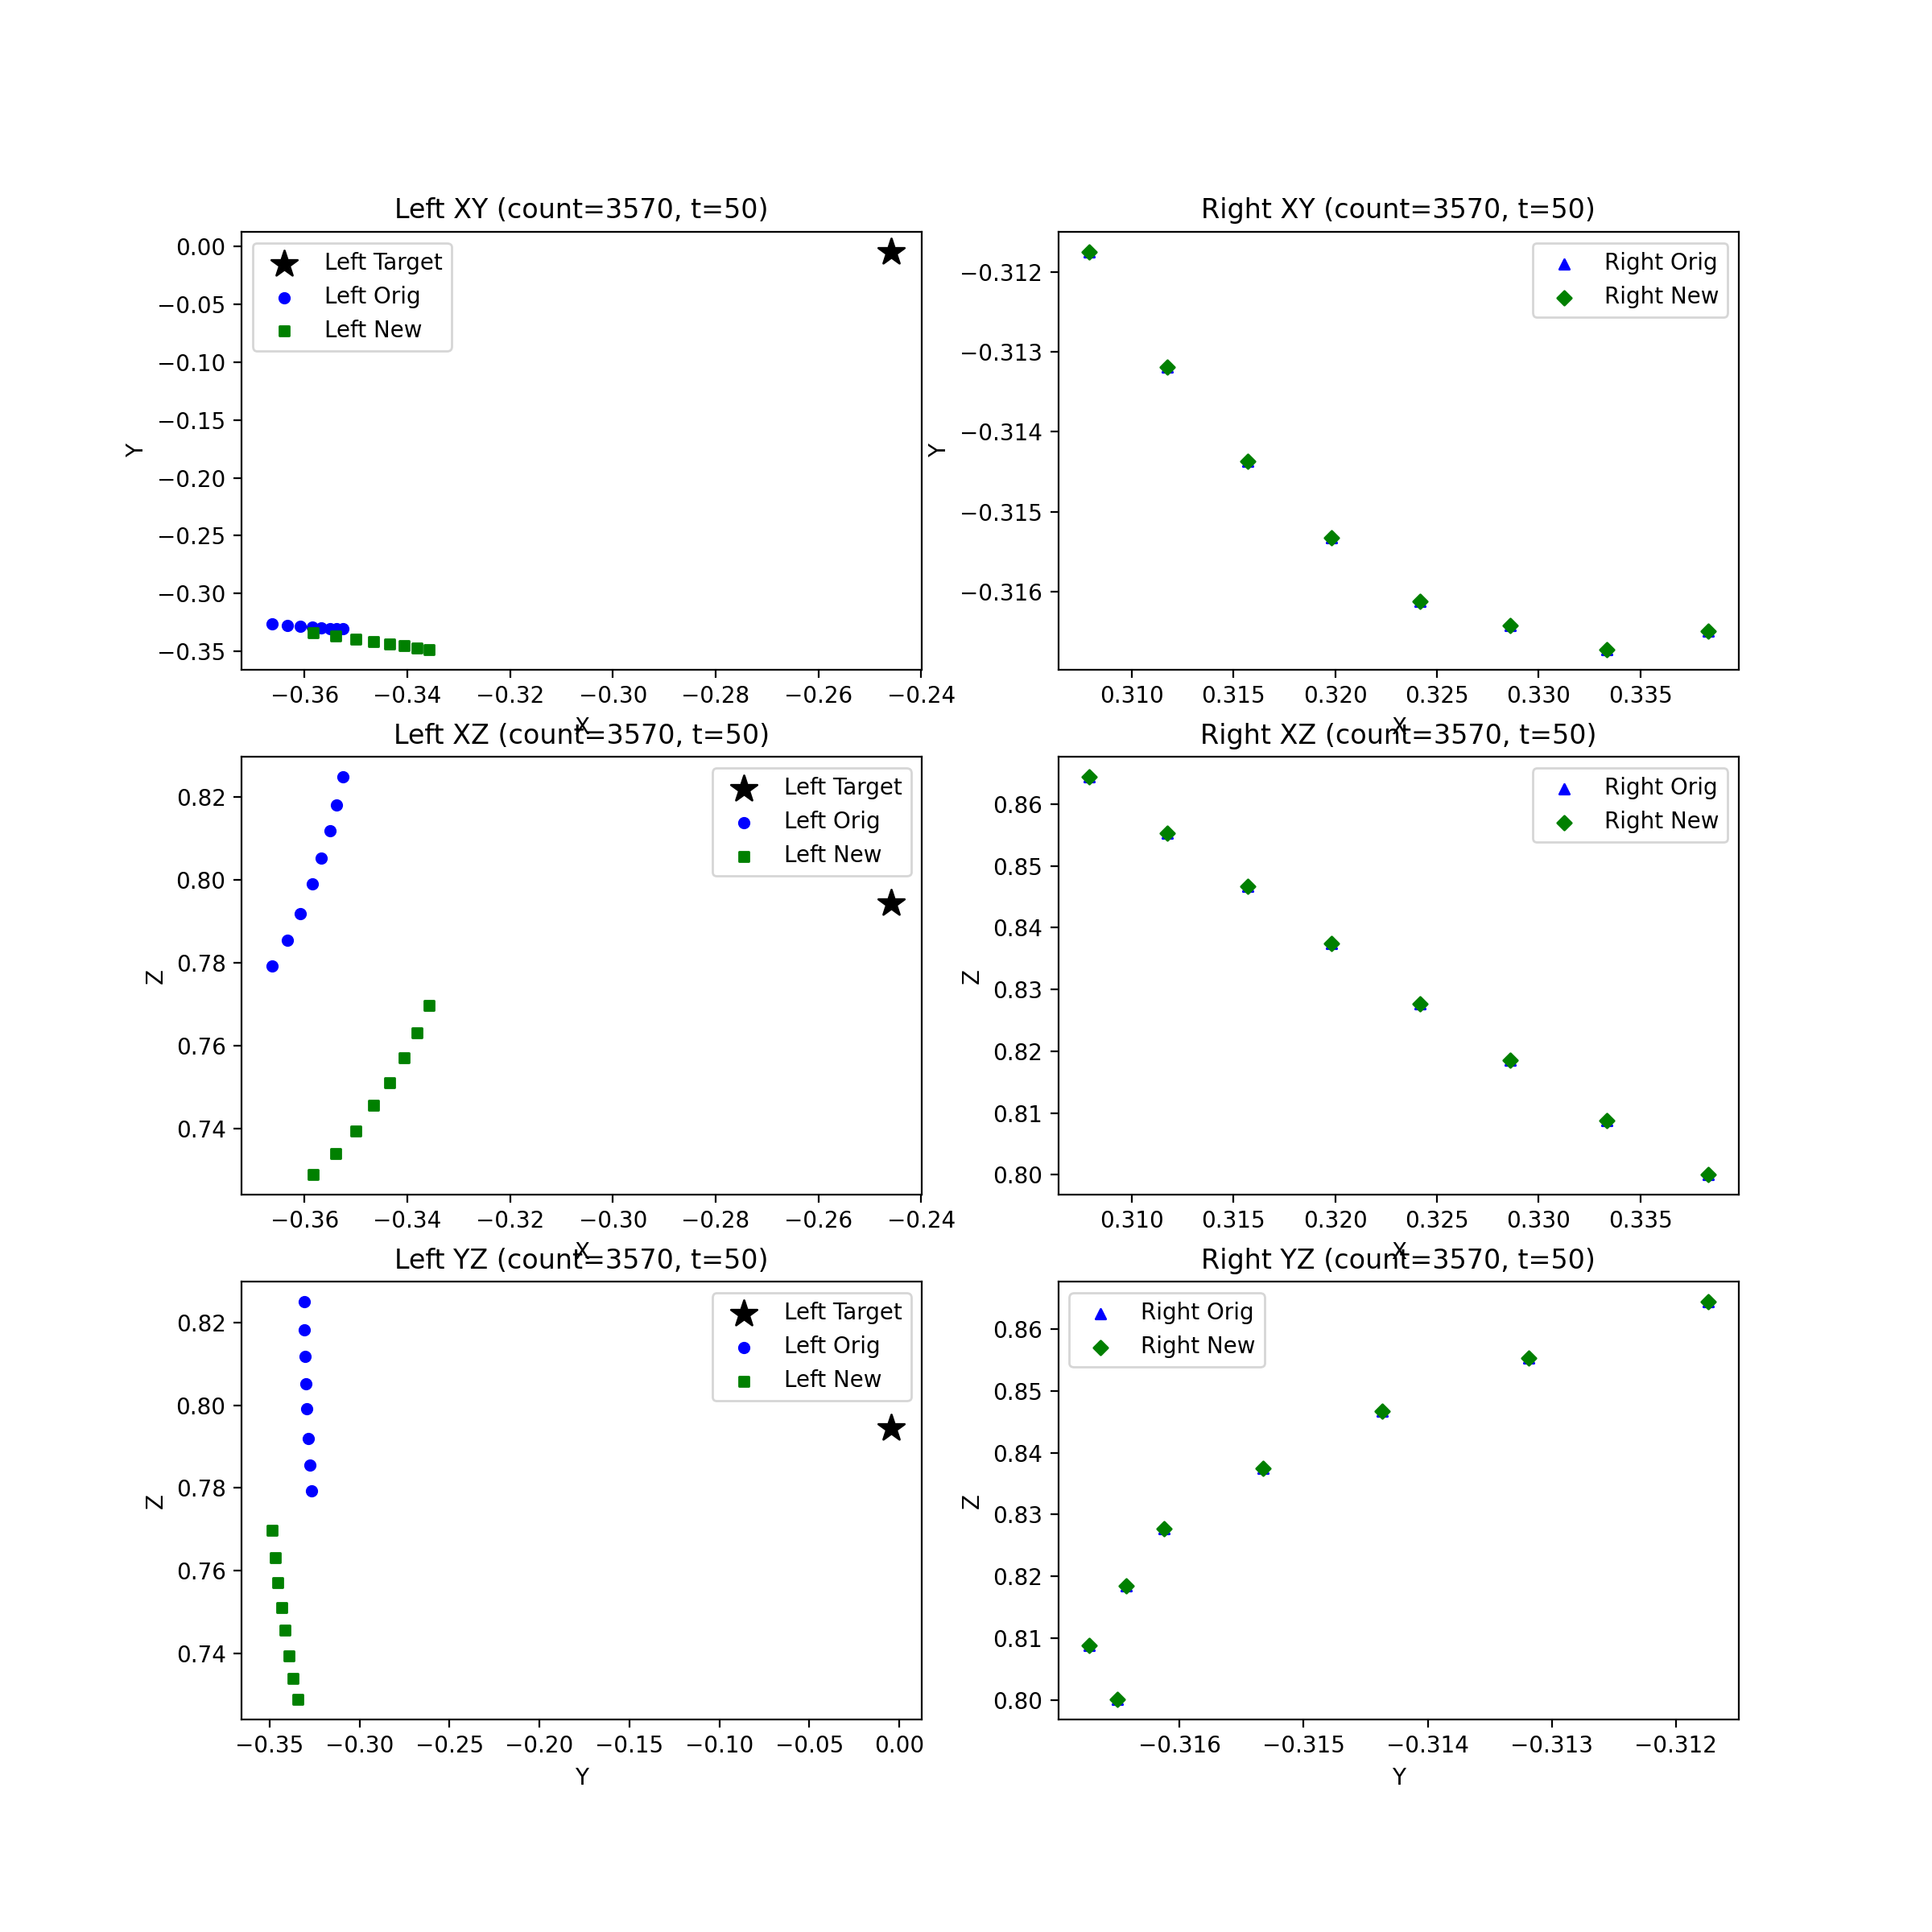 Left XY (count=3570, t=50)
0.00
−0.05
−0.10
−0.15
−0.20
−0.25
−0.30
−0.35
Y
Left Target
Left Orig
Left New
−0.36 −0.34 −0.32 −0.30 −0.28 −0.26 −0.24
X
Right XY (count=3570, t=50)
−0.312
−0.313
−0.314
−0.315
−0.316
Y
Right Orig
Right New
0.310 0.315 0.320 0.325 0.330 0.335
X
Left XZ (count=3570, t=50)
0.82
0.80
0.78
0.76
0.74
Z
Left Target
Left Orig
Left New
−0.36 −0.34 −0.32 −0.30 −0.28 −0.26 −0.24
X
Right XZ (count=3570, t=50)
0.86
0.85
0.84
0.83
0.82
0.81
0.80
Z
Right Orig
Right New
0.310 0.315 0.320 0.325 0.330 0.335
X
Left YZ (count=3570, t=50)
0.82
0.80
0.78
0.76
0.74
Z
Left Target
Left Orig
Left New
−0.35 −0.30 −0.25 −0.20 −0.15 −0.10 −0.05 0.00
Y
Right YZ (count=3570, t=50)
0.86
0.85
0.84
0.83
0.82
0.81
0.80
Z
Right Orig
Right New
−0.316 −0.315 −0.314 −0.313 −0.312
Y